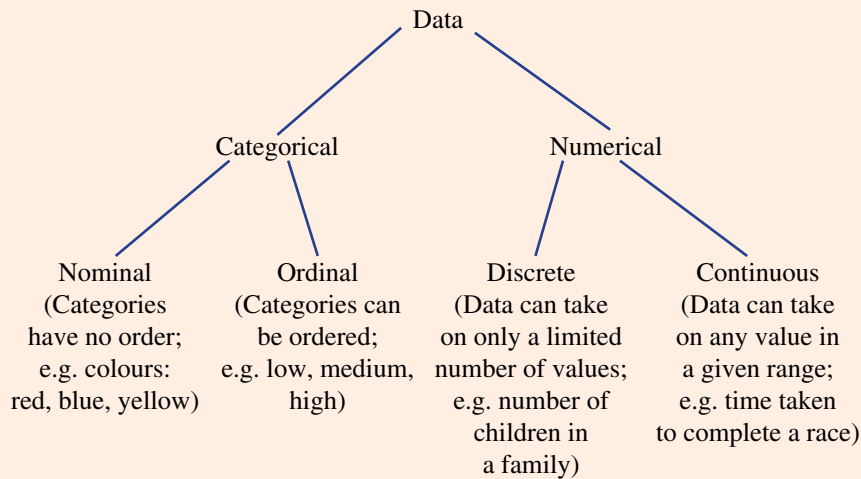 Data
Categorical
Numerical
Nominal
(Categories
have no order;
e.g. colours:
red, blue, yellow)
Ordinal
(Categories can
be ordered;
e.g. low, medium,
high)
Discrete
(Data can take
on only a limited
number of values;
e.g. number of
children in
a family)
Continuous
(Data can take
on any value in
a given range;
e.g. time taken
to complete a race)